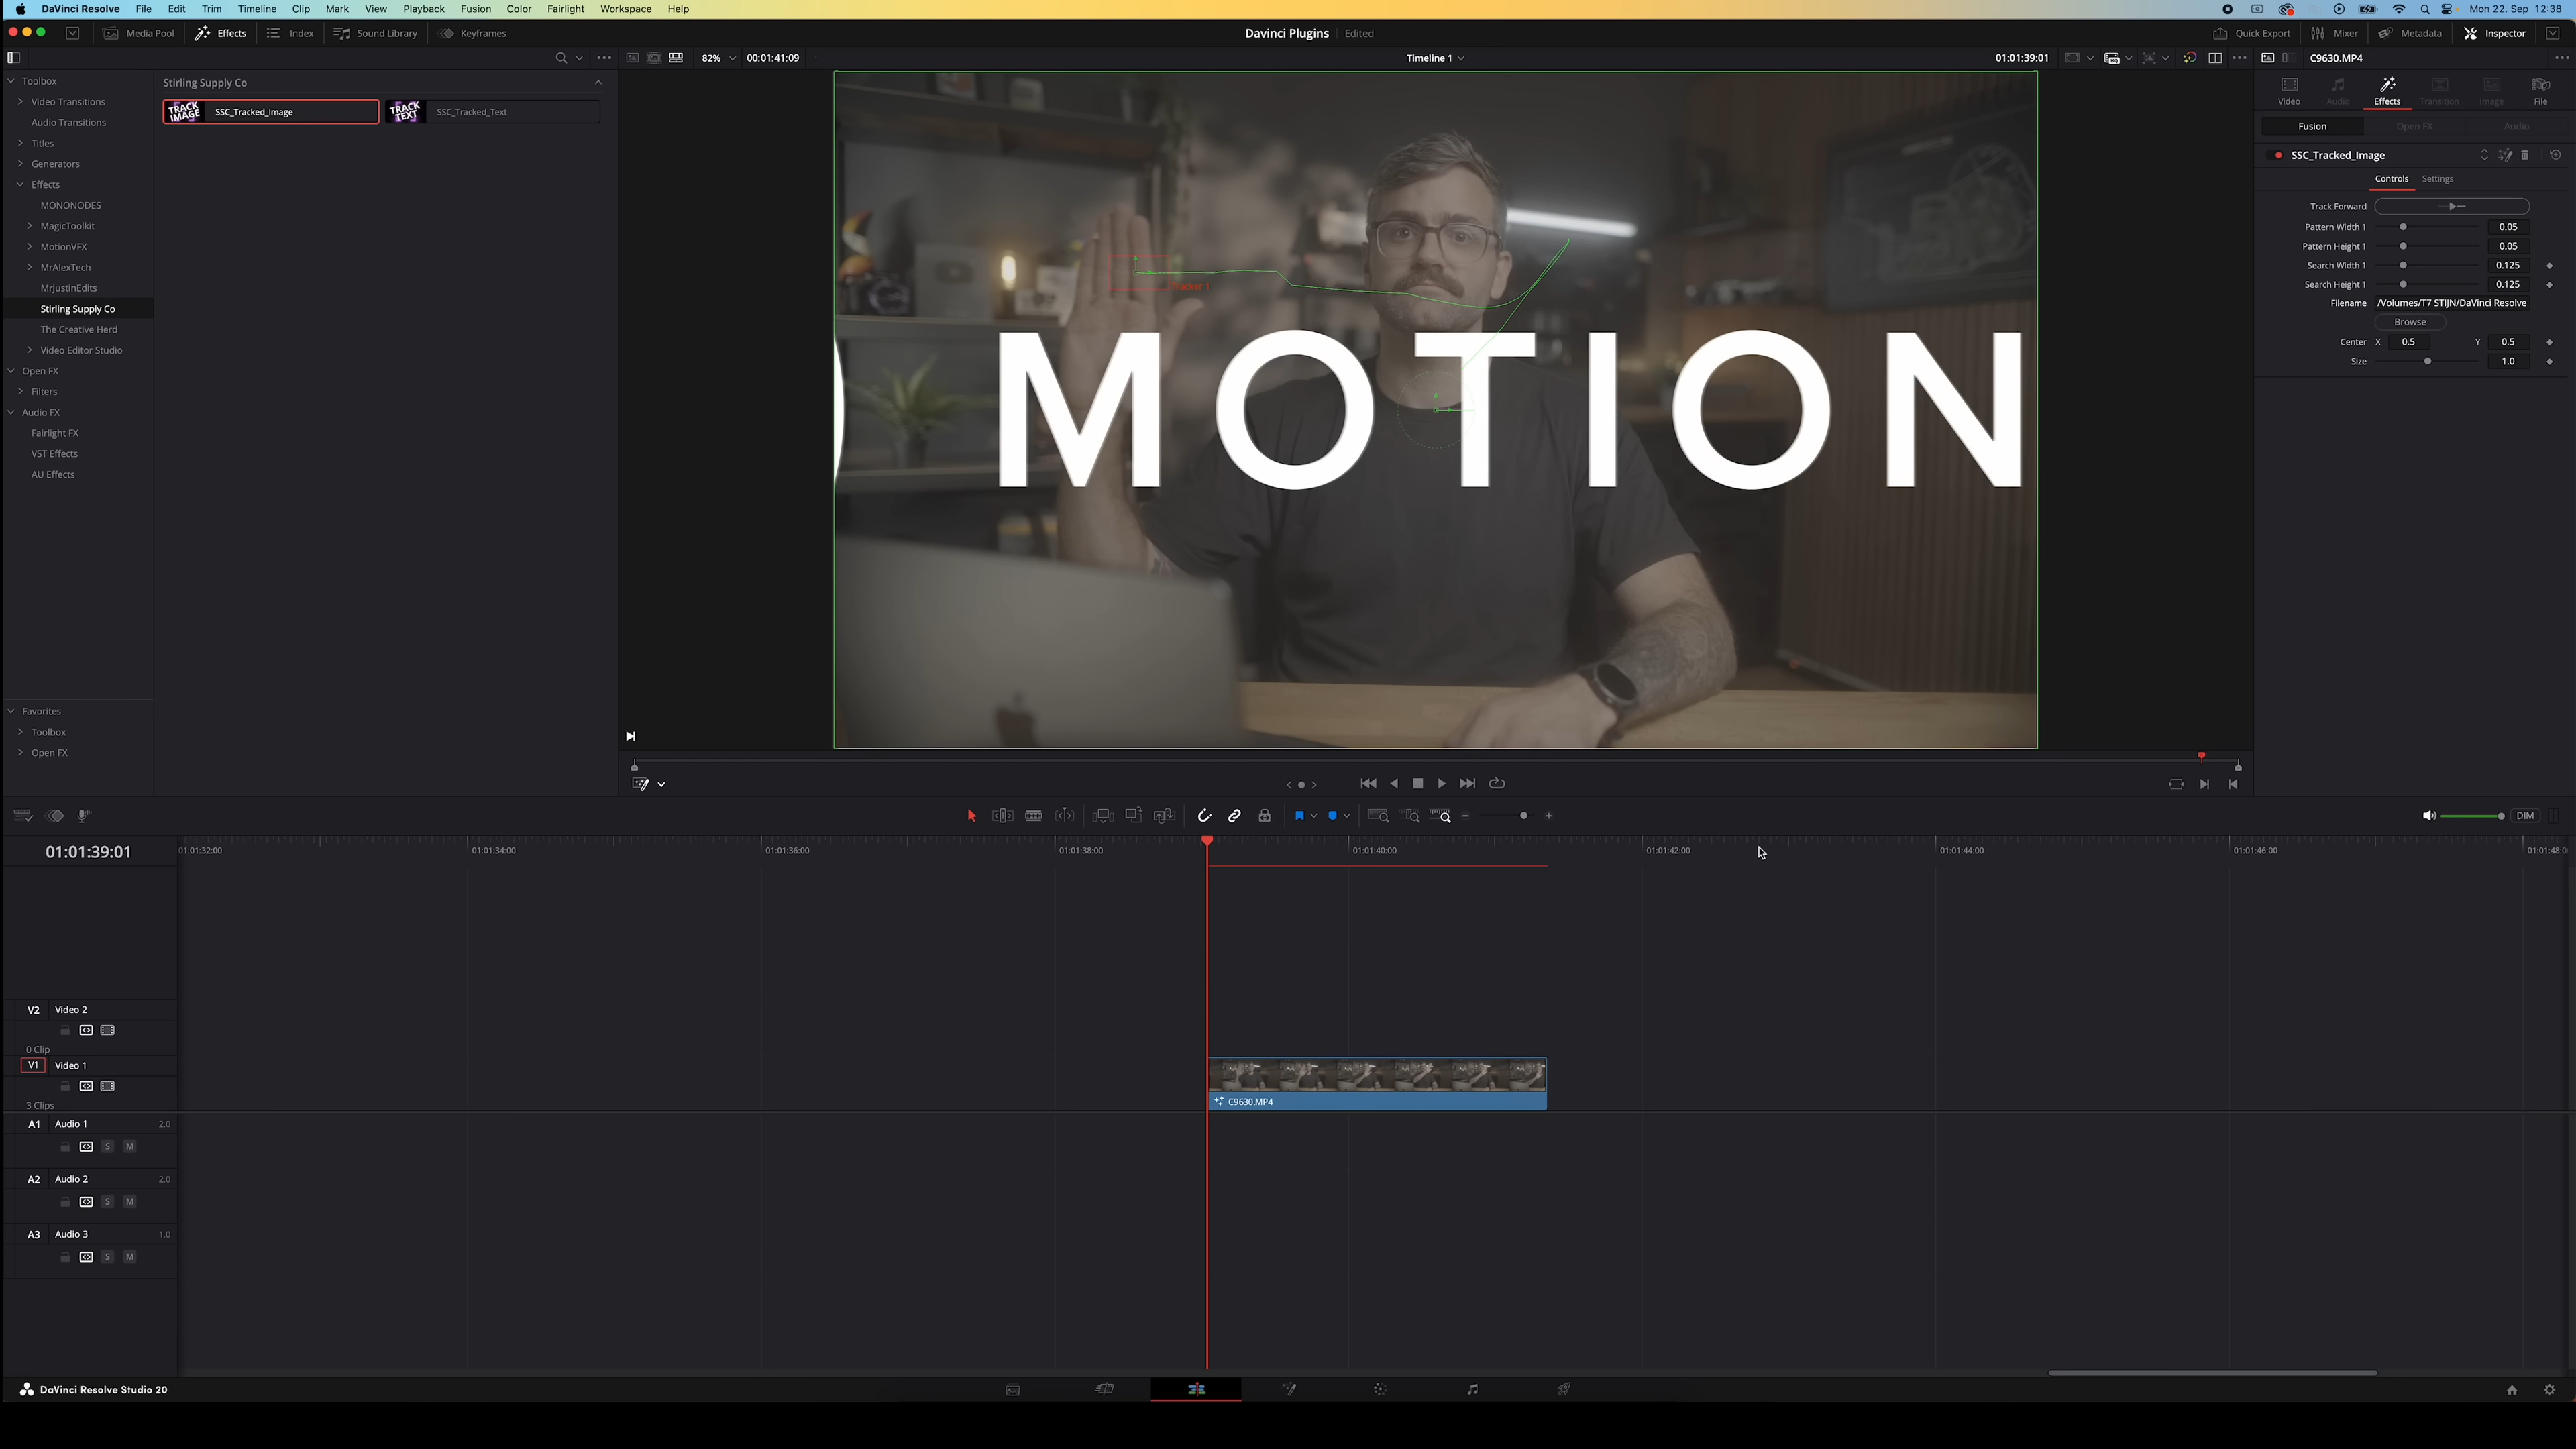 DaVinci Resolve File Edit Trim Timeline Clip Mark View Playback Fusion Color Fairlight Workspace Help Mon 22. Sep 12:38
Media Pool Effects Index Sound Library Keyframes Davinci Plugins Edited Quick Export Mixer Metadata Inspector
82% 00:01:41:09 Timeline 1 01:01:39:01 C9630.MP4
Toolbox
Video Transitions
Audio Transitions
Titles
Generators
Effects
MONONODES
MagicToolkit
MotionVFX
MrAlexTech
MrJustinEdits
Stirling Supply Co
The Creative Herd
Video Editor Studio
Open FX
Filters
Audio FX
Fairlight FX
VST Effects
AU Effects
Favorites
Toolbox
Open FX
Stirling Supply Co
TRACK IMAGE SSC_Tracked_Image TRACK TEXT SSC_Tracked_Text
Tracker 1
MOTION
Video Audio Effects Transition Image File
Fusion Open FX Audio
SSC_Tracked_Image
Controls Settings
Track Forward
Pattern Width 1 0.05
Pattern Height 1 0.05
Search Width 1 0.125
Search Height 1 0.125
Filename /Volumes/T7 STIJN/DaVinci Resolve
Browse
Center X 0.5 Y 0.5
Size 1.0
DIM
01:01:39:01 01:01:32:00 01:01:34:00 01:01:36:00 01:01:38:00 01:01:40:00 01:01:42:00 01:01:44:00 01:01:46:00 01:01:48:0
V2 Video 2
0 Clip
V1 Video 1
3 Clips
C9630.MP4
A1 Audio 1 2.0
S M
A2 Audio 2 2.0
S M
A3 Audio 3 1.0
S M
DaVinci Resolve Studio 20